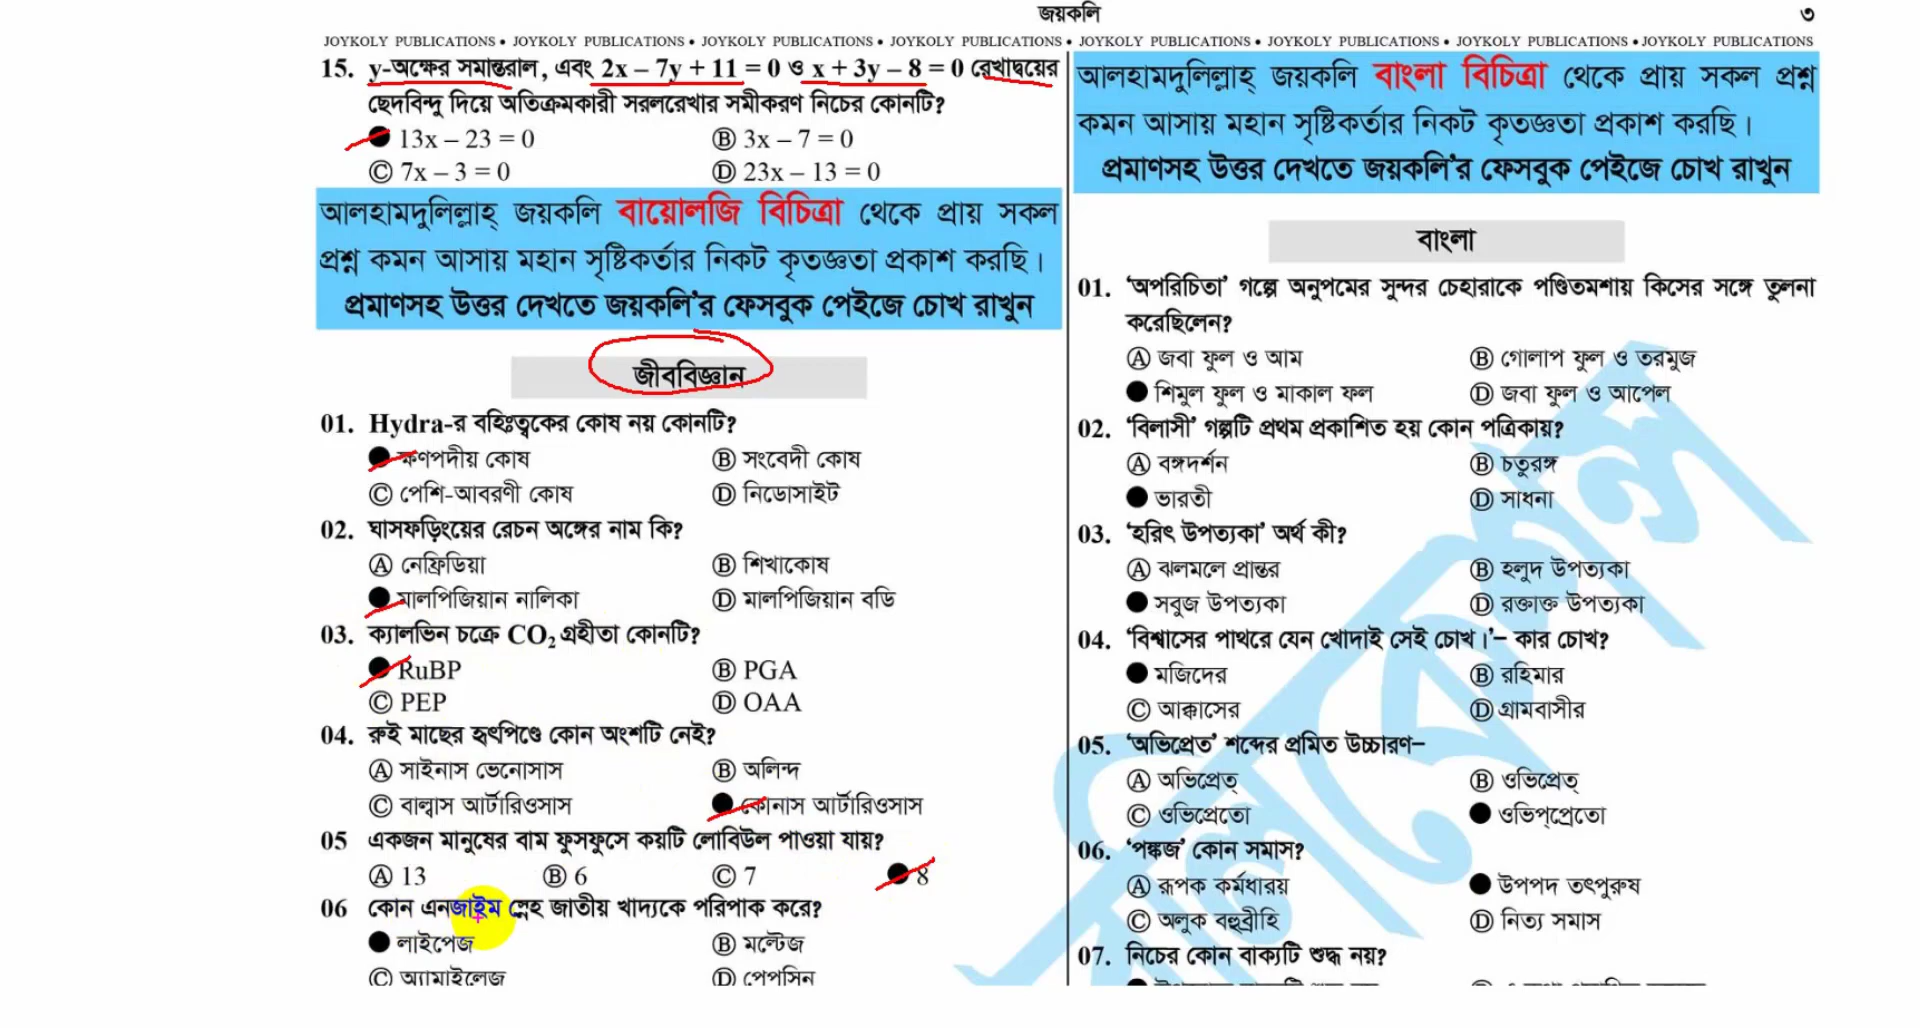 জয়কলি
৩
JOYKOLY PUBLICATIONS • JOYKOLY PUBLICATIONS • JOYKOLY PUBLICATIONS • JOYKOLY PUBLICATIONS • JOYKOLY PUBLICATIONS • JOYKOLY PUBLICATIONS • JOYKOLY PUBLICATIONS • JOYKOLY PUBLICATIONS
15. y-অক্ষের সমান্তরাল, এবং 2x – 7y + 11 = 0 ও x + 3y – 8 = 0 রেখাদ্বয়ের
ছেদবিন্দু দিয়ে অতিক্রমকারী সরলরেখার সমীকরণ নিচের কোনটি?
13x – 23 = 0 Ⓑ 3x – 7 = 0
Ⓒ 7x – 3 = 0 Ⓓ 23x – 13 = 0
আলহামদুলিল্লাহ্ জয়কলি বায়োলজি বিচিত্রা থেকে প্রায় সকল
প্রশ্ন কমন আসায় মহান সৃষ্টিকর্তার নিকট কৃতজ্ঞতা প্রকাশ করছি।
প্রমাণসহ উত্তর দেখতে জয়কলি'র ফেসবুক পেইজে চোখ রাখুন
জীববিজ্ঞান
01. Hydra-র বহিঃত্বকের কোষ নয় কোনটি?
ক্ষণপদীয় কোষ Ⓑ সংবেদী কোষ
Ⓒ পেশি-আবরণী কোষ Ⓓ নিডোসাইট
02. ঘাসফড়িংয়ের রেচন অঙ্গের নাম কি?
Ⓐ নেফ্রিডিয়া Ⓑ শিখাকোষ
মালপিজিয়ান নালিকা Ⓓ মালপিজিয়ান বডি
03. ক্যালভিন চক্রে CO₂ গ্রহীতা কোনটি?
RuBP Ⓑ PGA
Ⓒ PEP Ⓓ OAA
04. রুই মাছের হৃৎপিণ্ডে কোন অংশটি নেই?
Ⓐ সাইনাস ভেনোসাস Ⓑ অলিন্দ
Ⓒ বাল্বাস আর্টারিওসাস কোনাস আর্টারিওসাস
05 একজন মানুষের বাম ফুসফুসে কয়টি লোবিউল পাওয়া যায়?
Ⓐ 13 Ⓑ 6 Ⓒ 7 8
06 কোন এনজাইম স্নেহ জাতীয় খাদ্যকে পরিপাক করে?
লাইপেজ Ⓑ মল্টেজ
Ⓒ অ্যামাইলেজ Ⓓ পেপসিন
আলহামদুলিল্লাহ্ জয়কলি বাংলা বিচিত্রা থেকে প্রায় সকল প্রশ্ন
কমন আসায় মহান সৃষ্টিকর্তার নিকট কৃতজ্ঞতা প্রকাশ করছি।
প্রমাণসহ উত্তর দেখতে জয়কলি'র ফেসবুক পেইজে চোখ রাখুন
বাংলা
01. 'অপরিচিতা' গল্পে অনুপমের সুন্দর চেহারাকে পণ্ডিতমশায় কিসের সঙ্গে তুলনা
করেছিলেন?
Ⓐ জবা ফুল ও আম Ⓑ গোলাপ ফুল ও তরমুজ
শিমুল ফুল ও মাকাল ফল Ⓓ জবা ফুল ও আপেল
02. 'বিলাসী' গল্পটি প্রথম প্রকাশিত হয় কোন পত্রিকায়?
Ⓐ বঙ্গদর্শন Ⓑ চতুরঙ্গ
ভারতী Ⓓ সাধনা
03. 'হরিৎ উপত্যকা' অর্থ কী?
Ⓐ ঝলমলে প্রান্তর Ⓑ হলুদ উপত্যকা
সবুজ উপত্যকা Ⓓ রক্তাক্ত উপত্যকা
04. 'বিশ্বাসের পাথরে যেন খোদাই সেই চোখ।'– কার চোখ?
মজিদের Ⓑ রহিমার
Ⓒ আক্কাসের Ⓓ গ্রামবাসীর
05. 'অভিপ্রেত' শব্দের প্রমিত উচ্চারণ–
Ⓐ অভিপ্রেত্ Ⓑ ওভিপ্রেত্
Ⓒ ওভিপ্রেতো ওভিপ্‌প্রেতো
06. 'পঙ্কজ' কোন সমাস?
Ⓐ রূপক কর্মধারয় উপপদ তৎপুরুষ
Ⓒ অলুক বহুব্রীহি Ⓓ নিত্য সমাস
07. নিচের কোন বাক্যটি শুদ্ধ নয়?